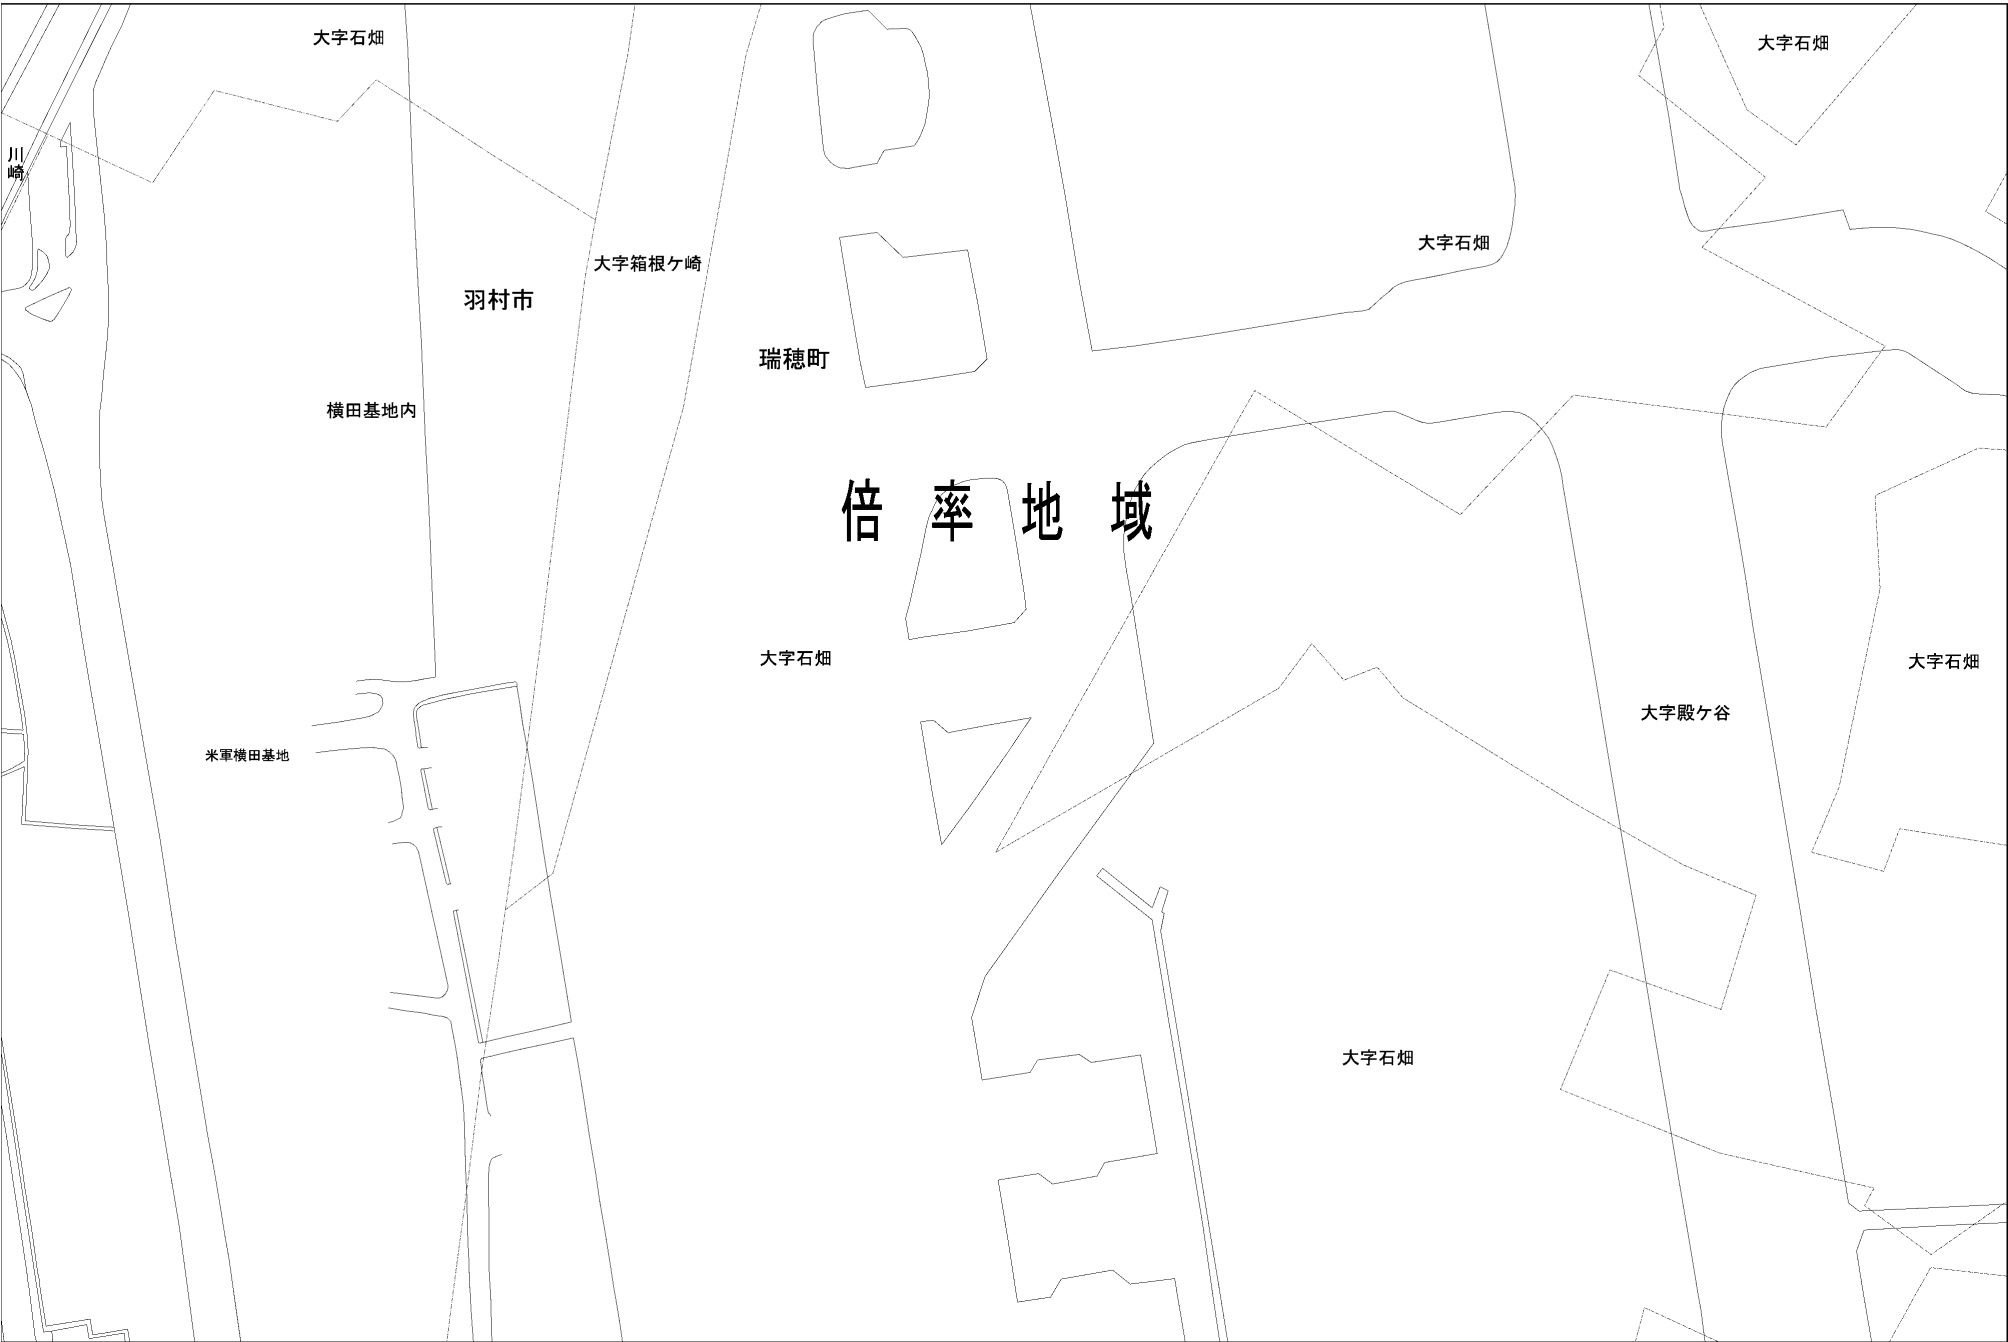 大字石畑
大字石畑
川崎
大字石畑
大字箱根ケ崎
羽村市
瑞穂町
横田基地内
倍率地域
大字石畑
大字石畑
大字殿ケ谷
米軍横田基地
大字石畑